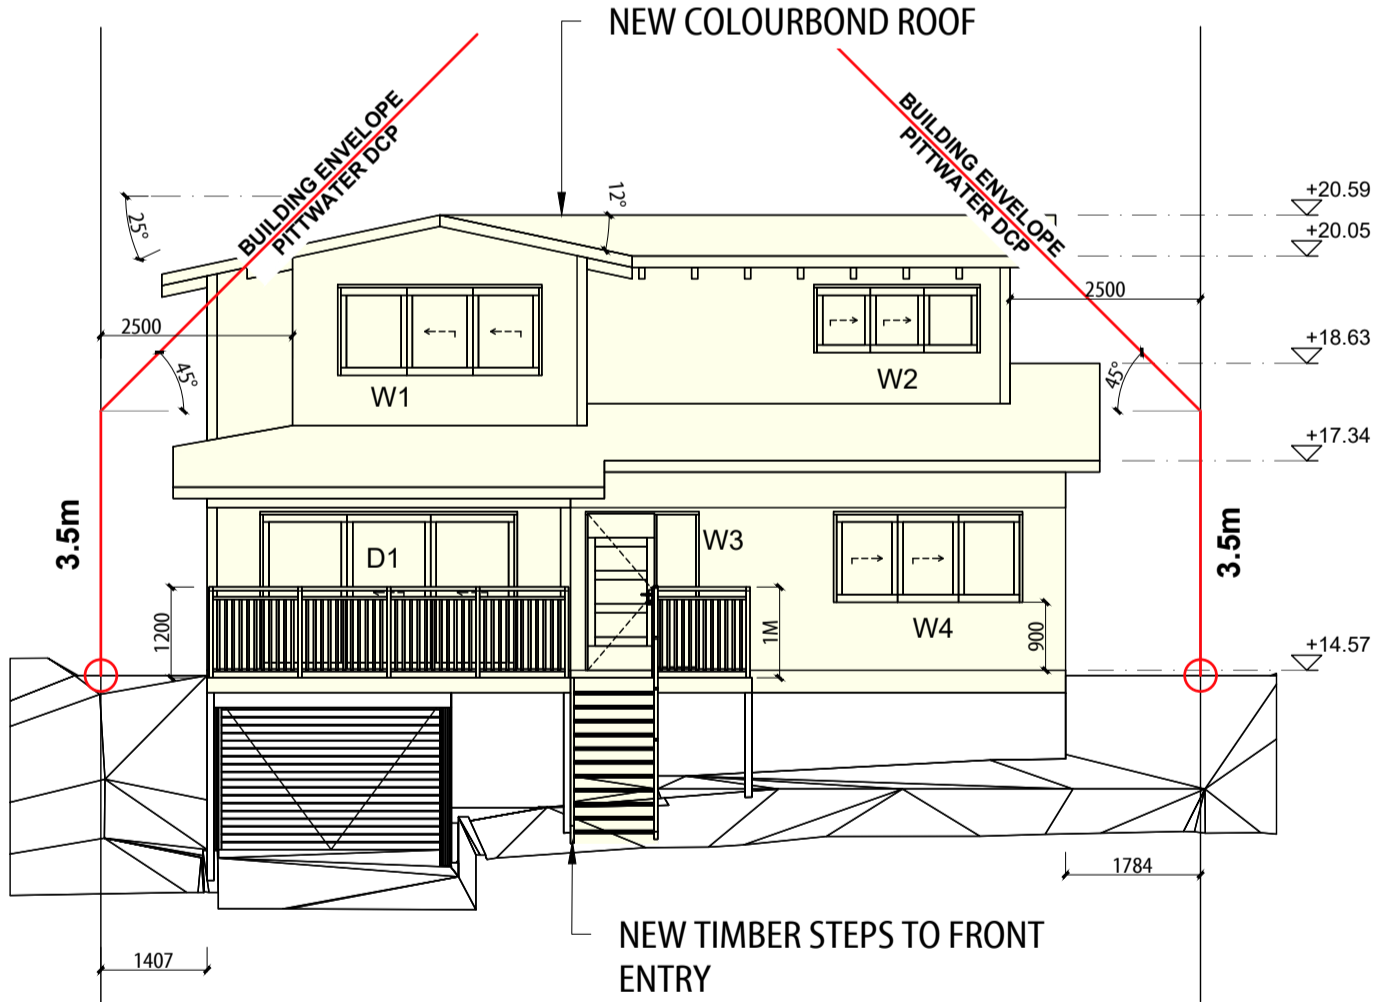 NEW COLOURBOND ROOF
BUILDING ENVELOPE
PITTWATER DCP
BUILDING ENVELOPE
PITTWATER DCP
25°
12°
+20.59
+20.05
2500
2500
45°
45°
+18.63
W1
W2
+17.34
3.5m
3.5m
D1
W3
W4
1200
1M
900
+14.57
1784
1407
NEW TIMBER STEPS TO FRONT
ENTRY